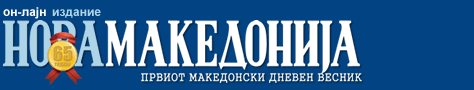 он-лајн издание
НОВА МАКЕДОНИЈА
65
ПРВИОТ МАКЕДОНСКИ ДНЕВЕН ВЕСНИК